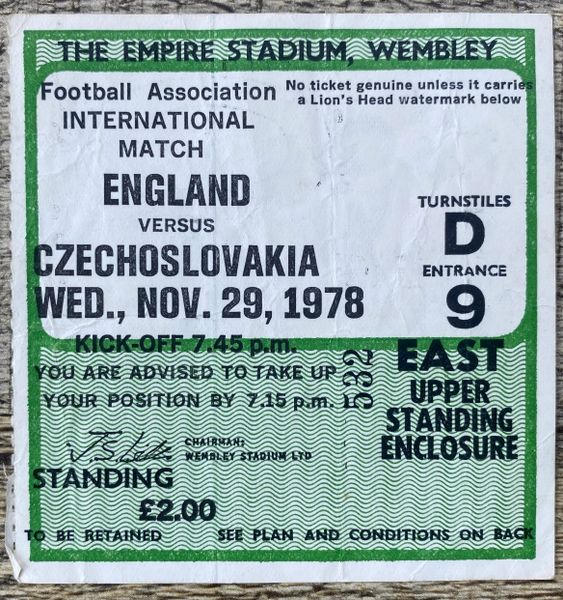 THE EMPIRE STADIUM, WEMBLEY
Football Association
No ticket genuine unless it carries
a Lion's Head watermark below
INTERNATIONAL
MATCH
ENGLAND
VERSUS
CZECHOSLOVAKIA
WED., NOV. 29, 1978
TURNSTILES
D
ENTRANCE
9
KICK-OFF 7.45 p.m.
YOU ARE ADVISED TO TAKE UP
YOUR POSITION BY 7.15 p.m.
532
EAST
UPPER
STANDING
ENCLOSURE
CHAIRMAN:
WEMBLEY STADIUM LTD
STANDING
£2.00
TO BE RETAINED
SEE PLAN AND CONDITIONS ON BACK